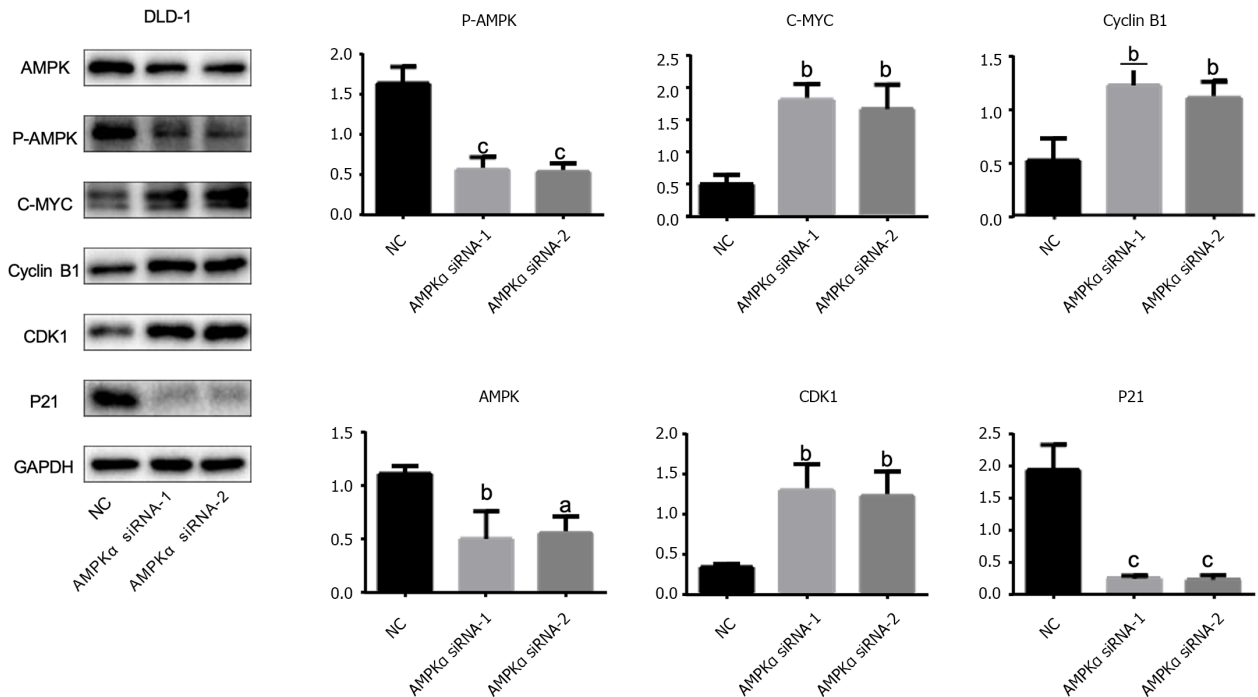 DLD-1
AMPK
P-AMPK
C-MYC
Cyclin B1
CDK1
P21
GAPDH
NC
AMPKα siRNA-1
AMPKα siRNA-2
P-AMPK
2.0
1.5
1.0
0.5
0.0
c
c
NC
AMPKα siRNA-1
AMPKα siRNA-2
C-MYC
2.5
2.0
1.5
1.0
0.5
0.0
b
b
NC
AMPKα siRNA-1
AMPKα siRNA-2
Cyclin B1
1.5
1.0
0.5
0.0
b
b
NC
AMPKα siRNA-1
AMPKα siRNA-2
AMPK
1.5
1.0
0.5
0.0
b
a
NC
AMPKα siRNA-1
AMPKα siRNA-2
CDK1
2.0
1.5
1.0
0.5
0.0
b
b
NC
AMPKα siRNA-1
AMPKα siRNA-2
P21
2.5
2.0
1.5
1.0
0.5
0.0
c
c
NC
AMPKα siRNA-1
AMPKα siRNA-2